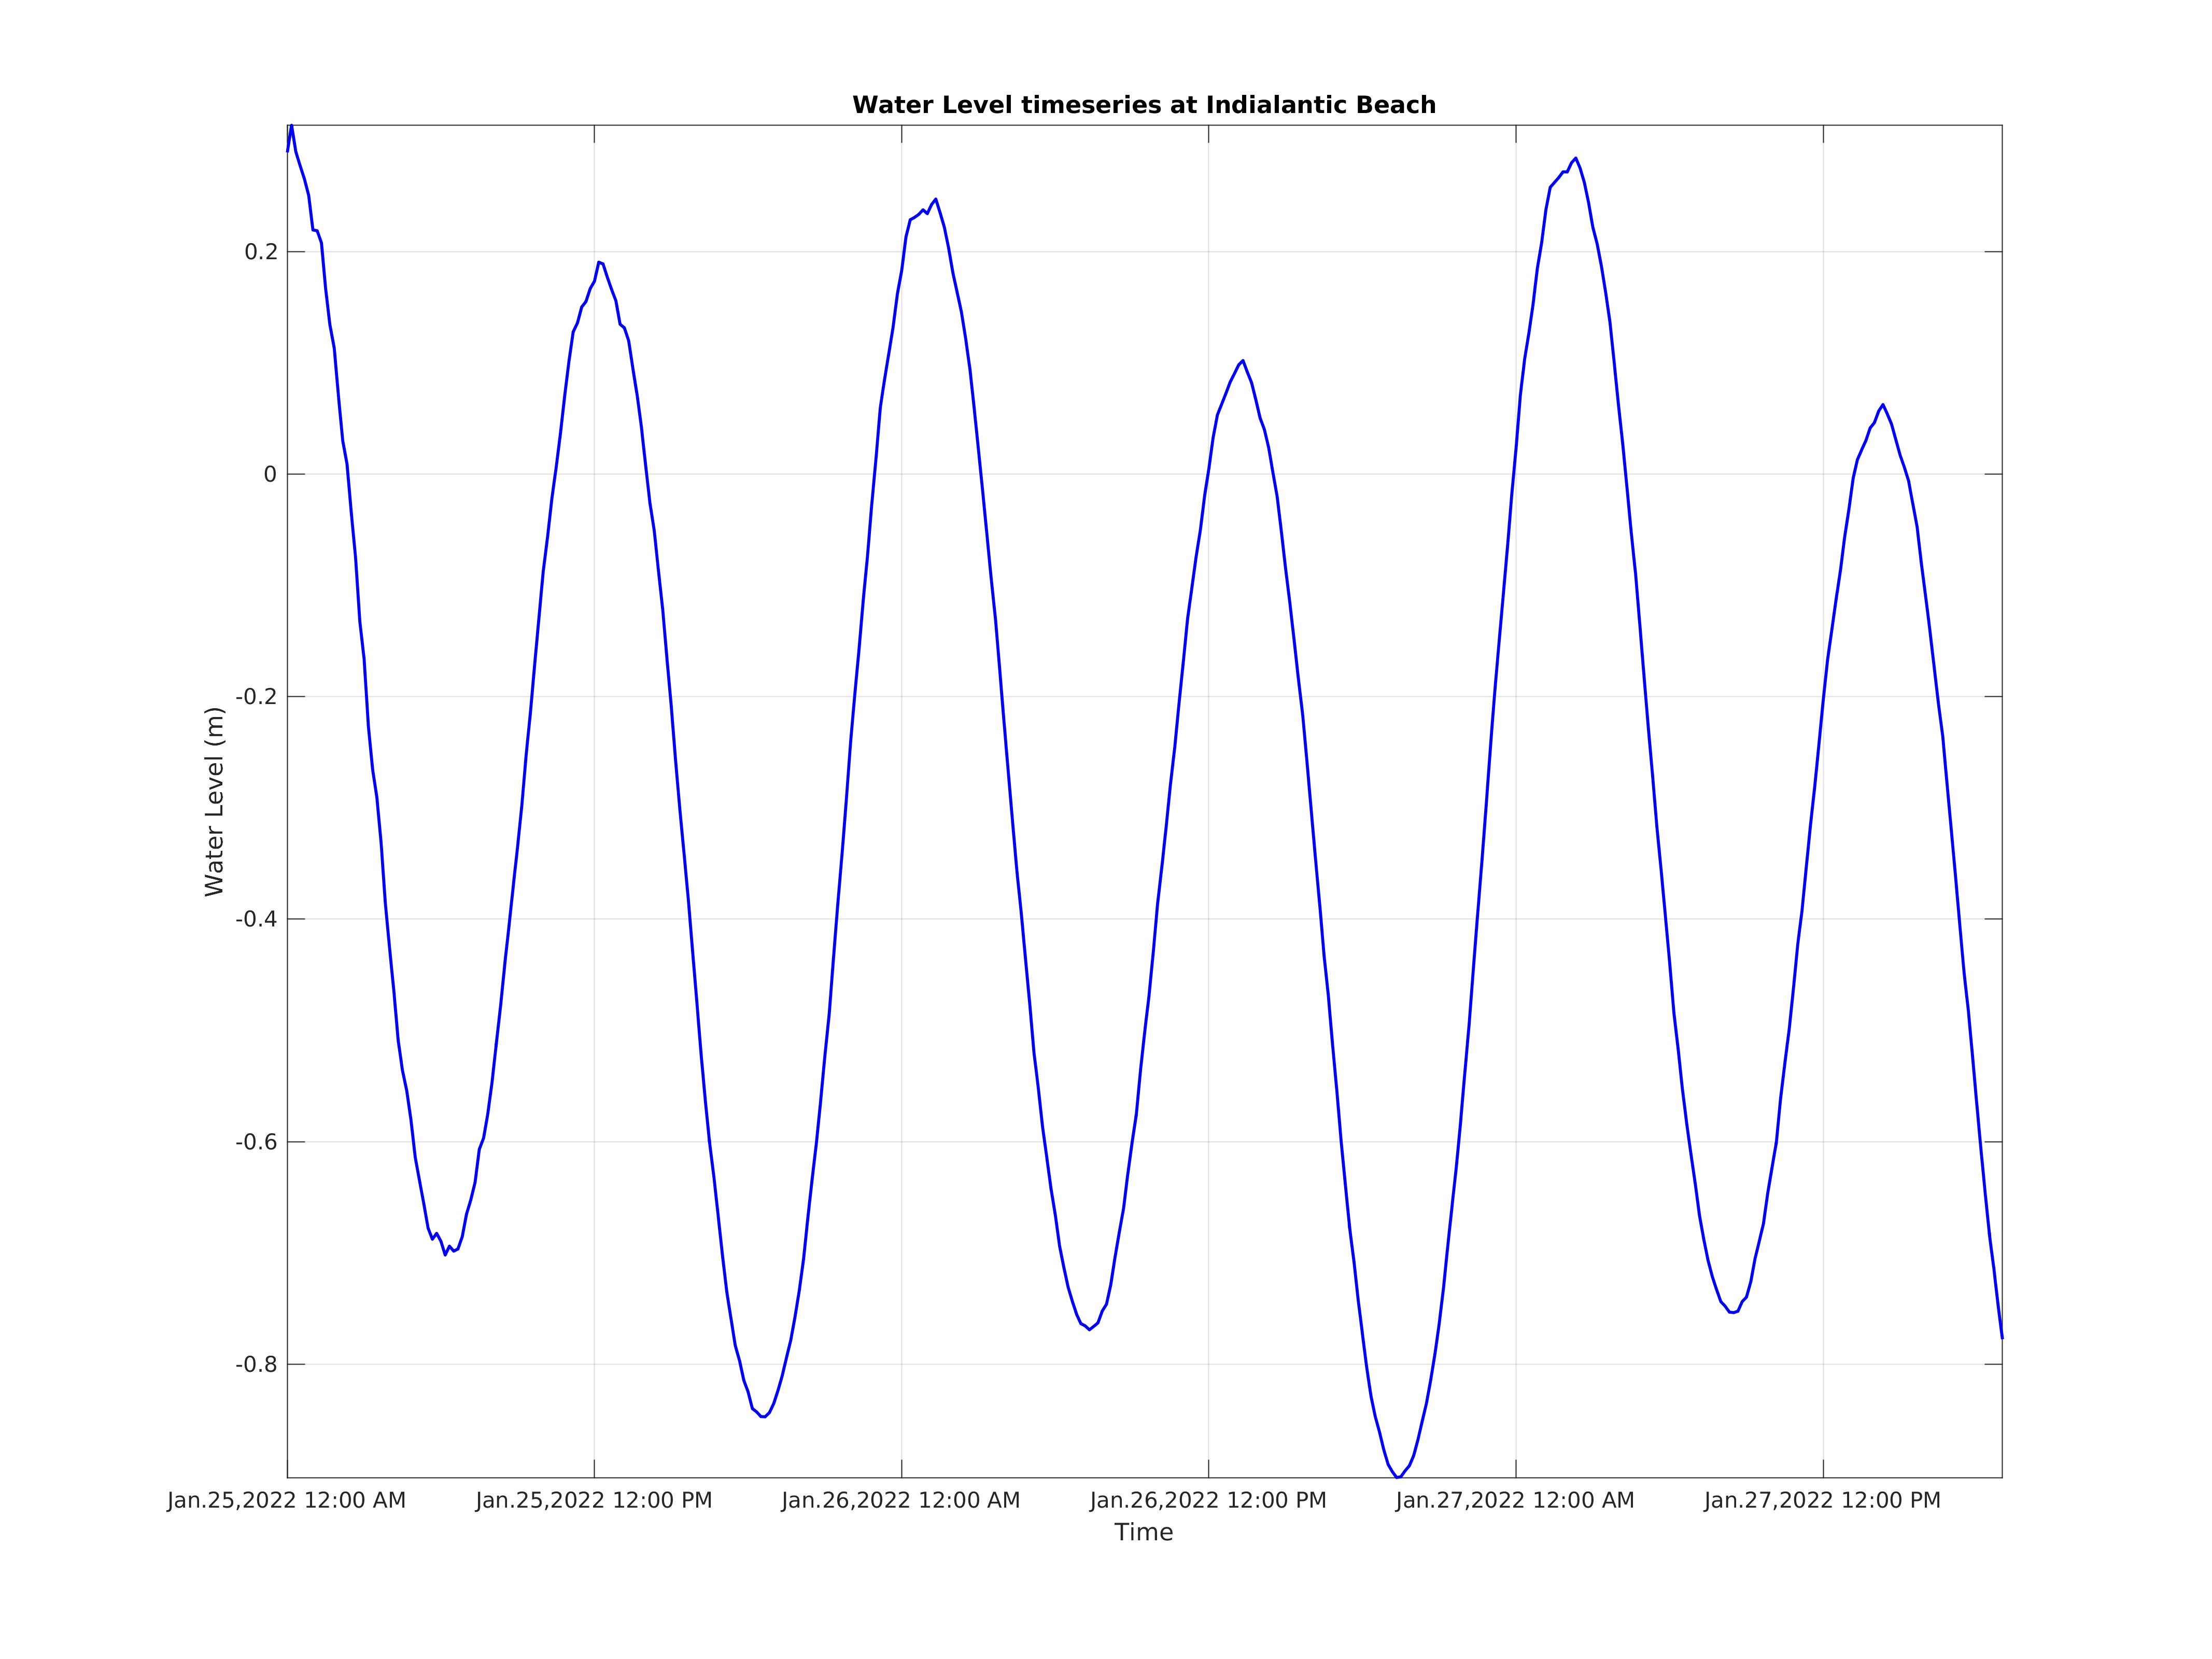 Water Level timeseries at Indialantic Beach
0.2
0
-0.2
-0.4
-0.6
-0.8
Water Level (m)
Jan.25,2022 12:00 AM
Jan.25,2022 12:00 PM
Jan.26,2022 12:00 AM
Jan.26,2022 12:00 PM
Jan.27,2022 12:00 AM
Jan.27,2022 12:00 PM
Time